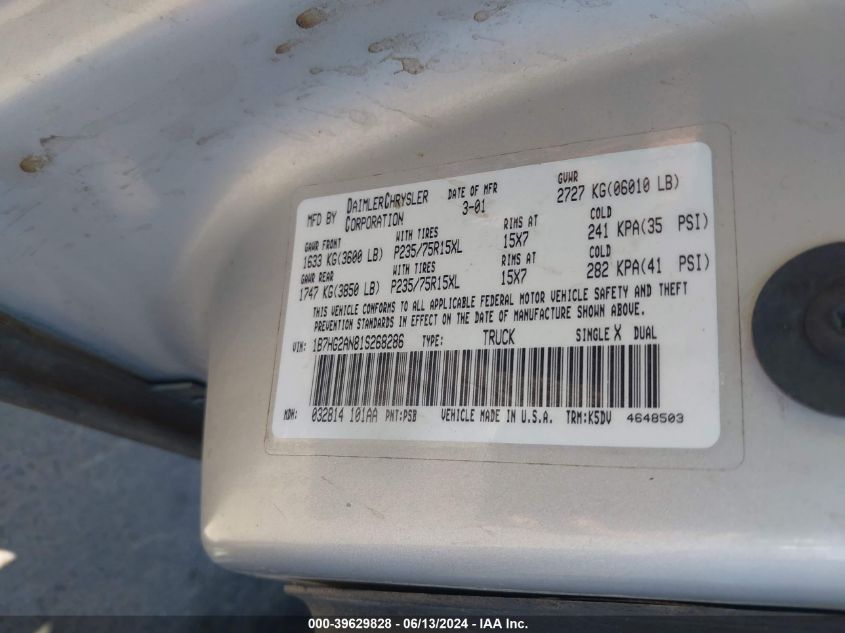 MFD BY DAIMLERCHRYSLER CORPORATION DATE OF MFR 3-01 GVWR 2727 KG(06010 LB)
GAWR FRONT 1633 KG(3600 LB) WITH TIRES P235/75R15XL RIMS AT 15X7 COLD 241 KPA(35 PSI)
GAWR REAR 1747 KG(3850 LB) WITH TIRES P235/75R15XL RIMS AT 15X7 COLD 282 KPA(41 PSI)
THIS VEHICLE CONFORMS TO ALL APPLICABLE FEDERAL MOTOR VEHICLE SAFETY AND THEFT
PREVENTION STANDARDS IN EFFECT ON THE DATE OF MANUFACTURE SHOWN ABOVE.
VIN: 1B7HG2AN81S268286 TYPE: TRUCK SINGLE X DUAL
MDH: 032814 101AA PNT:PSB VEHICLE MADE IN U.S.A. TRM:K5DV 4648503
000-39629828 - 06/13/2024 - IAA Inc.